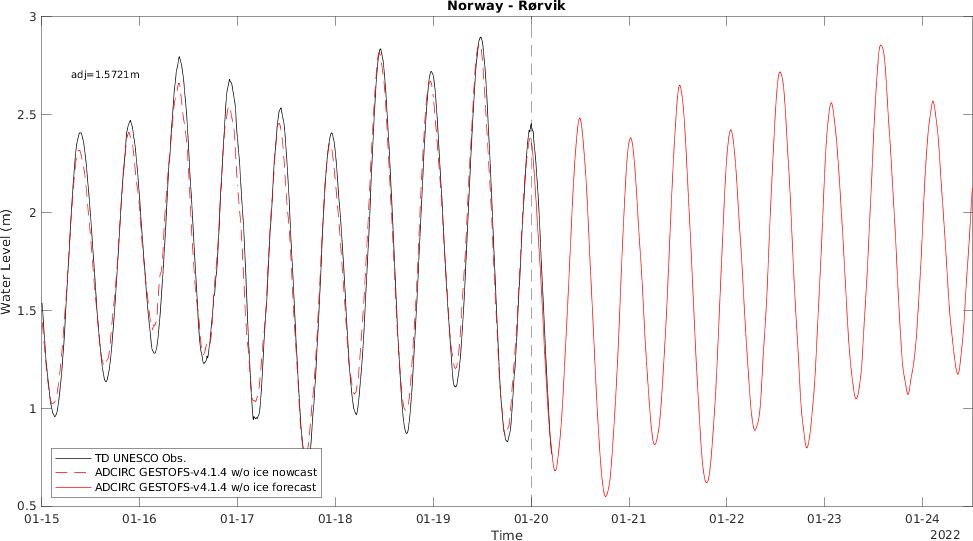 Norway - Rørvik
adj=1.5721m
Water Level (m)
3
2.5
2
1.5
1
0.5
TD UNESCO Obs.
ADCIRC GESTOFS-v4.1.4 w/o ice nowcast
ADCIRC GESTOFS-v4.1.4 w/o ice forecast
01-15 01-16 01-17 01-18 01-19 01-20 01-21 01-22 01-23 01-24
Time
2022